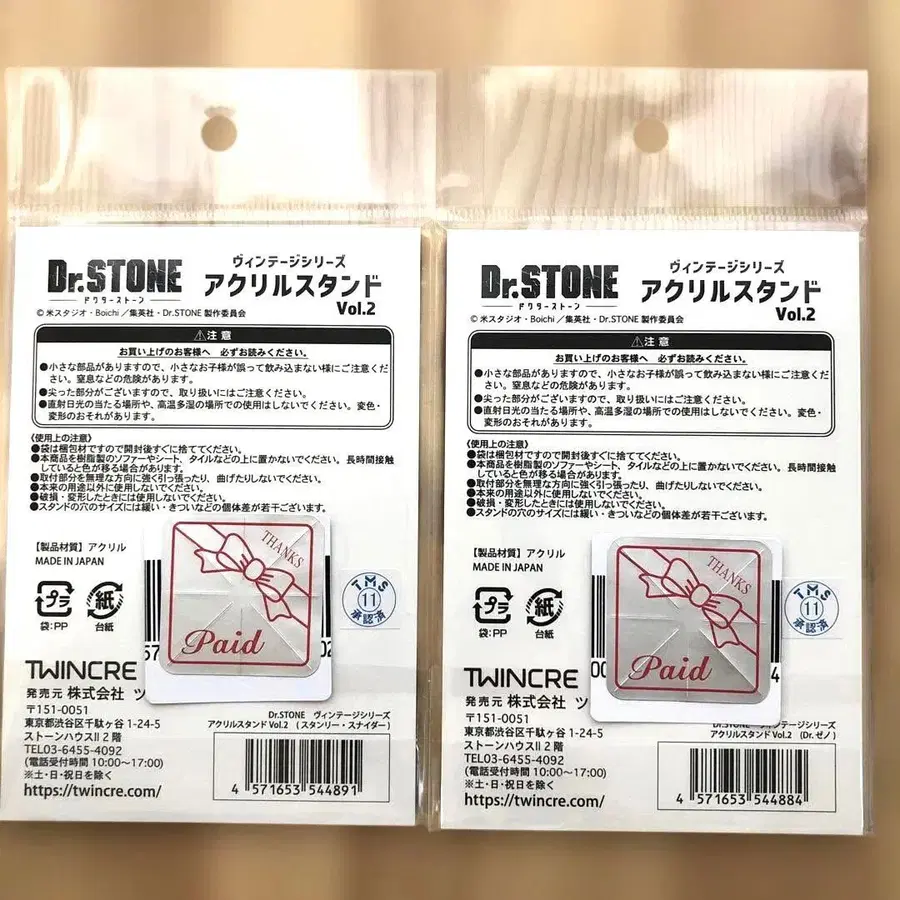 Dr.STONE
ードクターストーンー
ヴィンテージシリーズ
アクリルスタンド
Vol.2
© 米スタジオ・Boichi／集英社・Dr.STONE 製作委員会
⚠注意
お買い上げのお客様へ 必ずお読みください。
●小さな部品がありますので、小さなお子様が誤って飲み込まない様にご注意くだ
さい。窒息などの危険があります。
●尖った部分がございますので、取り扱いにはご注意ください。
●直射日光の当たる場所や、高温多湿の場所での使用はしないでください。変色・
変形のおそれがあります。
《使用上の注意》
●袋は梱包材ですので開封後すぐに捨ててください。
●本商品を樹脂製のソファーやシート、タイルなどの上に置かないでください。長時間接触
していると色が移る場合があります。
●取付部分を無理な方向に強く引っ張ったり、曲げたりしないでください。
●本来の用途以外に使用しないでください。
●破損・変形したときには使用しないでください。
●スタンドの穴のサイズには緩い・きついなどの個体差が若干ございます。
【製品材質】アクリル
MADE IN JAPAN
プラ
袋:PP
紙
台紙
THANKS
Paid
TMS
11
承認済
57
02
TWINCRE
発売元 株式会社 ツ
〒151-0051
東京都渋谷区千駄ヶ谷 1-24-5
ストーンハウスⅡ 2 階
TEL03-6455-4092
(電話受付時間 10:00～17:00)
※土・日・祝日を除く
https://twincre.com/
Dr.STONE ヴィンテージシリーズ
アクリルスタンド Vol.2 （スタンリー・スナイダー）
4 571653 544891
Dr.STONE
ードクターストーンー
ヴィンテージシリーズ
アクリルスタンド
Vol.2
© 米スタジオ・Boichi／集英社・Dr.STONE 製作委員会
⚠注意
お買い上げのお客様へ 必ずお読みください。
●小さな部品がありますので、小さなお子様が誤って飲み込まない様にご注意くだ
さい。窒息などの危険があります。
●尖った部分がございますので、取り扱いにはご注意ください。
●直射日光の当たる場所や、高温多湿の場所での使用はしないでください。変色・
変形のおそれがあります。
《使用上の注意》
●袋は梱包材ですので開封後すぐに捨ててください。
●本商品を樹脂製のソファーやシート、タイルなどの上に置かないでください。長時間接触
していると色が移る場合があります。
●取付部分を無理な方向に強く引っ張ったり、曲げたりしないでください。
●本来の用途以外に使用しないでください。
●破損・変形したときには使用しないでください。
●スタンドの穴のサイズには緩い・きついなどの個体差が若干ございます。
【製品材質】アクリル
MADE IN JAPAN
プラ
袋:PP
紙
台紙
THANKS
Paid
TMS
11
承認済
00
4
TWINCRE
発売元 株式会社 ツ
〒151-0051
東京都渋谷区千駄ヶ谷 1-24-5
ストーンハウスⅡ 2 階
TEL03-6455-4092
(電話受付時間 10:00～17:00)
※土・日・祝日を除く
https://twincre.com/
Dr.STONE ヴィンテージシリーズ
アクリルスタンド Vol.2 （Dr. ゼノ）
4 571653 544884